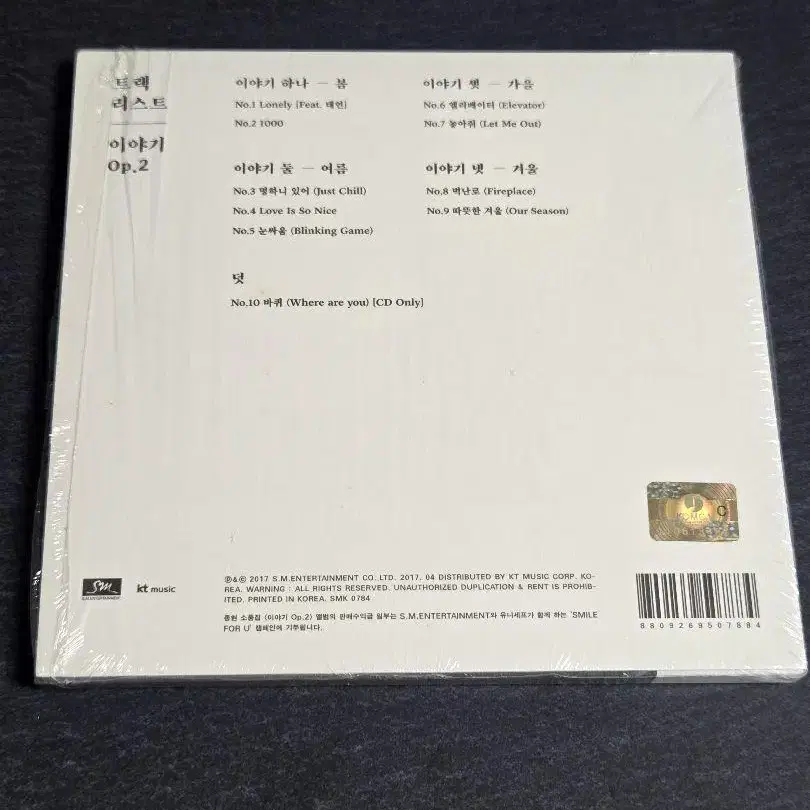 트랙
리스트
이야기
Op.2
이야기 하나 — 봄
No.1 Lonely [Feat. 태연]
No.2 1000
이야기 둘 — 여름
No.3 멍하니 있어 (Just Chill)
No.4 Love Is So Nice
No.5 눈싸움 (Blinking Game)
이야기 셋 — 가을
No.6 엘리베이터 (Elevator)
No.7 놓아줘 (Let Me Out)
이야기 넷 — 겨울
No.8 벽난로 (Fireplace)
No.9 따뜻한 겨울 (Our Season)
덧
No.10 바퀴 (Where are you) [CD Only]
KOMCA
C
SM
S.M.ENTERTAINMENT
kt music
℗&© 2017 S.M.ENTERTAINMENT CO.,LTD. 2017. 04 DISTRIBUTED BY KT MUSIC CORP. KO-
REA. WARNING : ALL RIGHTS RESERVED. UNAUTHORIZED DUPLICATION & RENT IS PROHIB-
ITED. PRINTED IN KOREA. SMK 0784
종현 소품집 〈이야기 Op.2〉 앨범의 판매수익금 일부는 S.M.ENTERTAINMENT와 유니세프가 함께 하는 'SMILE
FOR U' 캠페인에 기부됩니다.
8809269507884